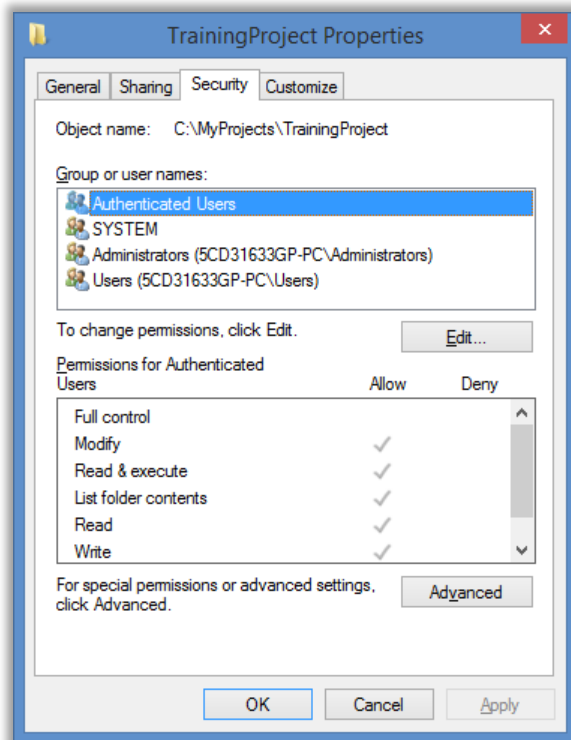 TrainingProject Properties
General Sharing Security Customize
Object name: C:\MyProjects\TrainingProject
Group or user names:
Authenticated Users
SYSTEM
Administrators (5CD31633GP-PC\Administrators)
Users (5CD31633GP-PC\Users)
To change permissions, click Edit. Edit...
Permissions for Authenticated
Users Allow Deny
Full control
Modify
Read & execute
List folder contents
Read
Write
For special permissions or advanced settings, Advanced
click Advanced.
OK Cancel Apply